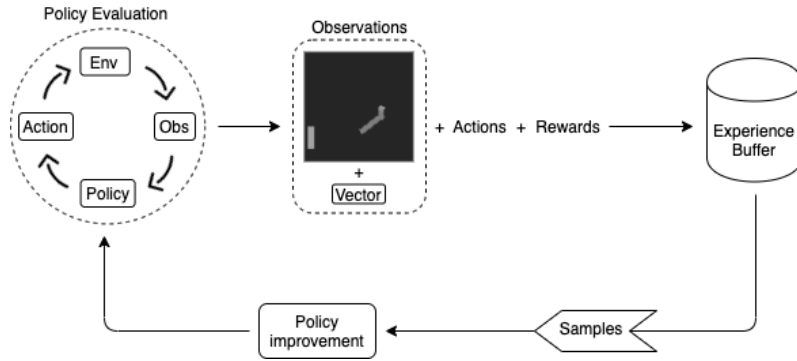 Policy Evaluation
Env
Action
Obs
Policy
Observations
+
Vector
+ Actions + Rewards
Experience
Buffer
Samples
Policy
improvement